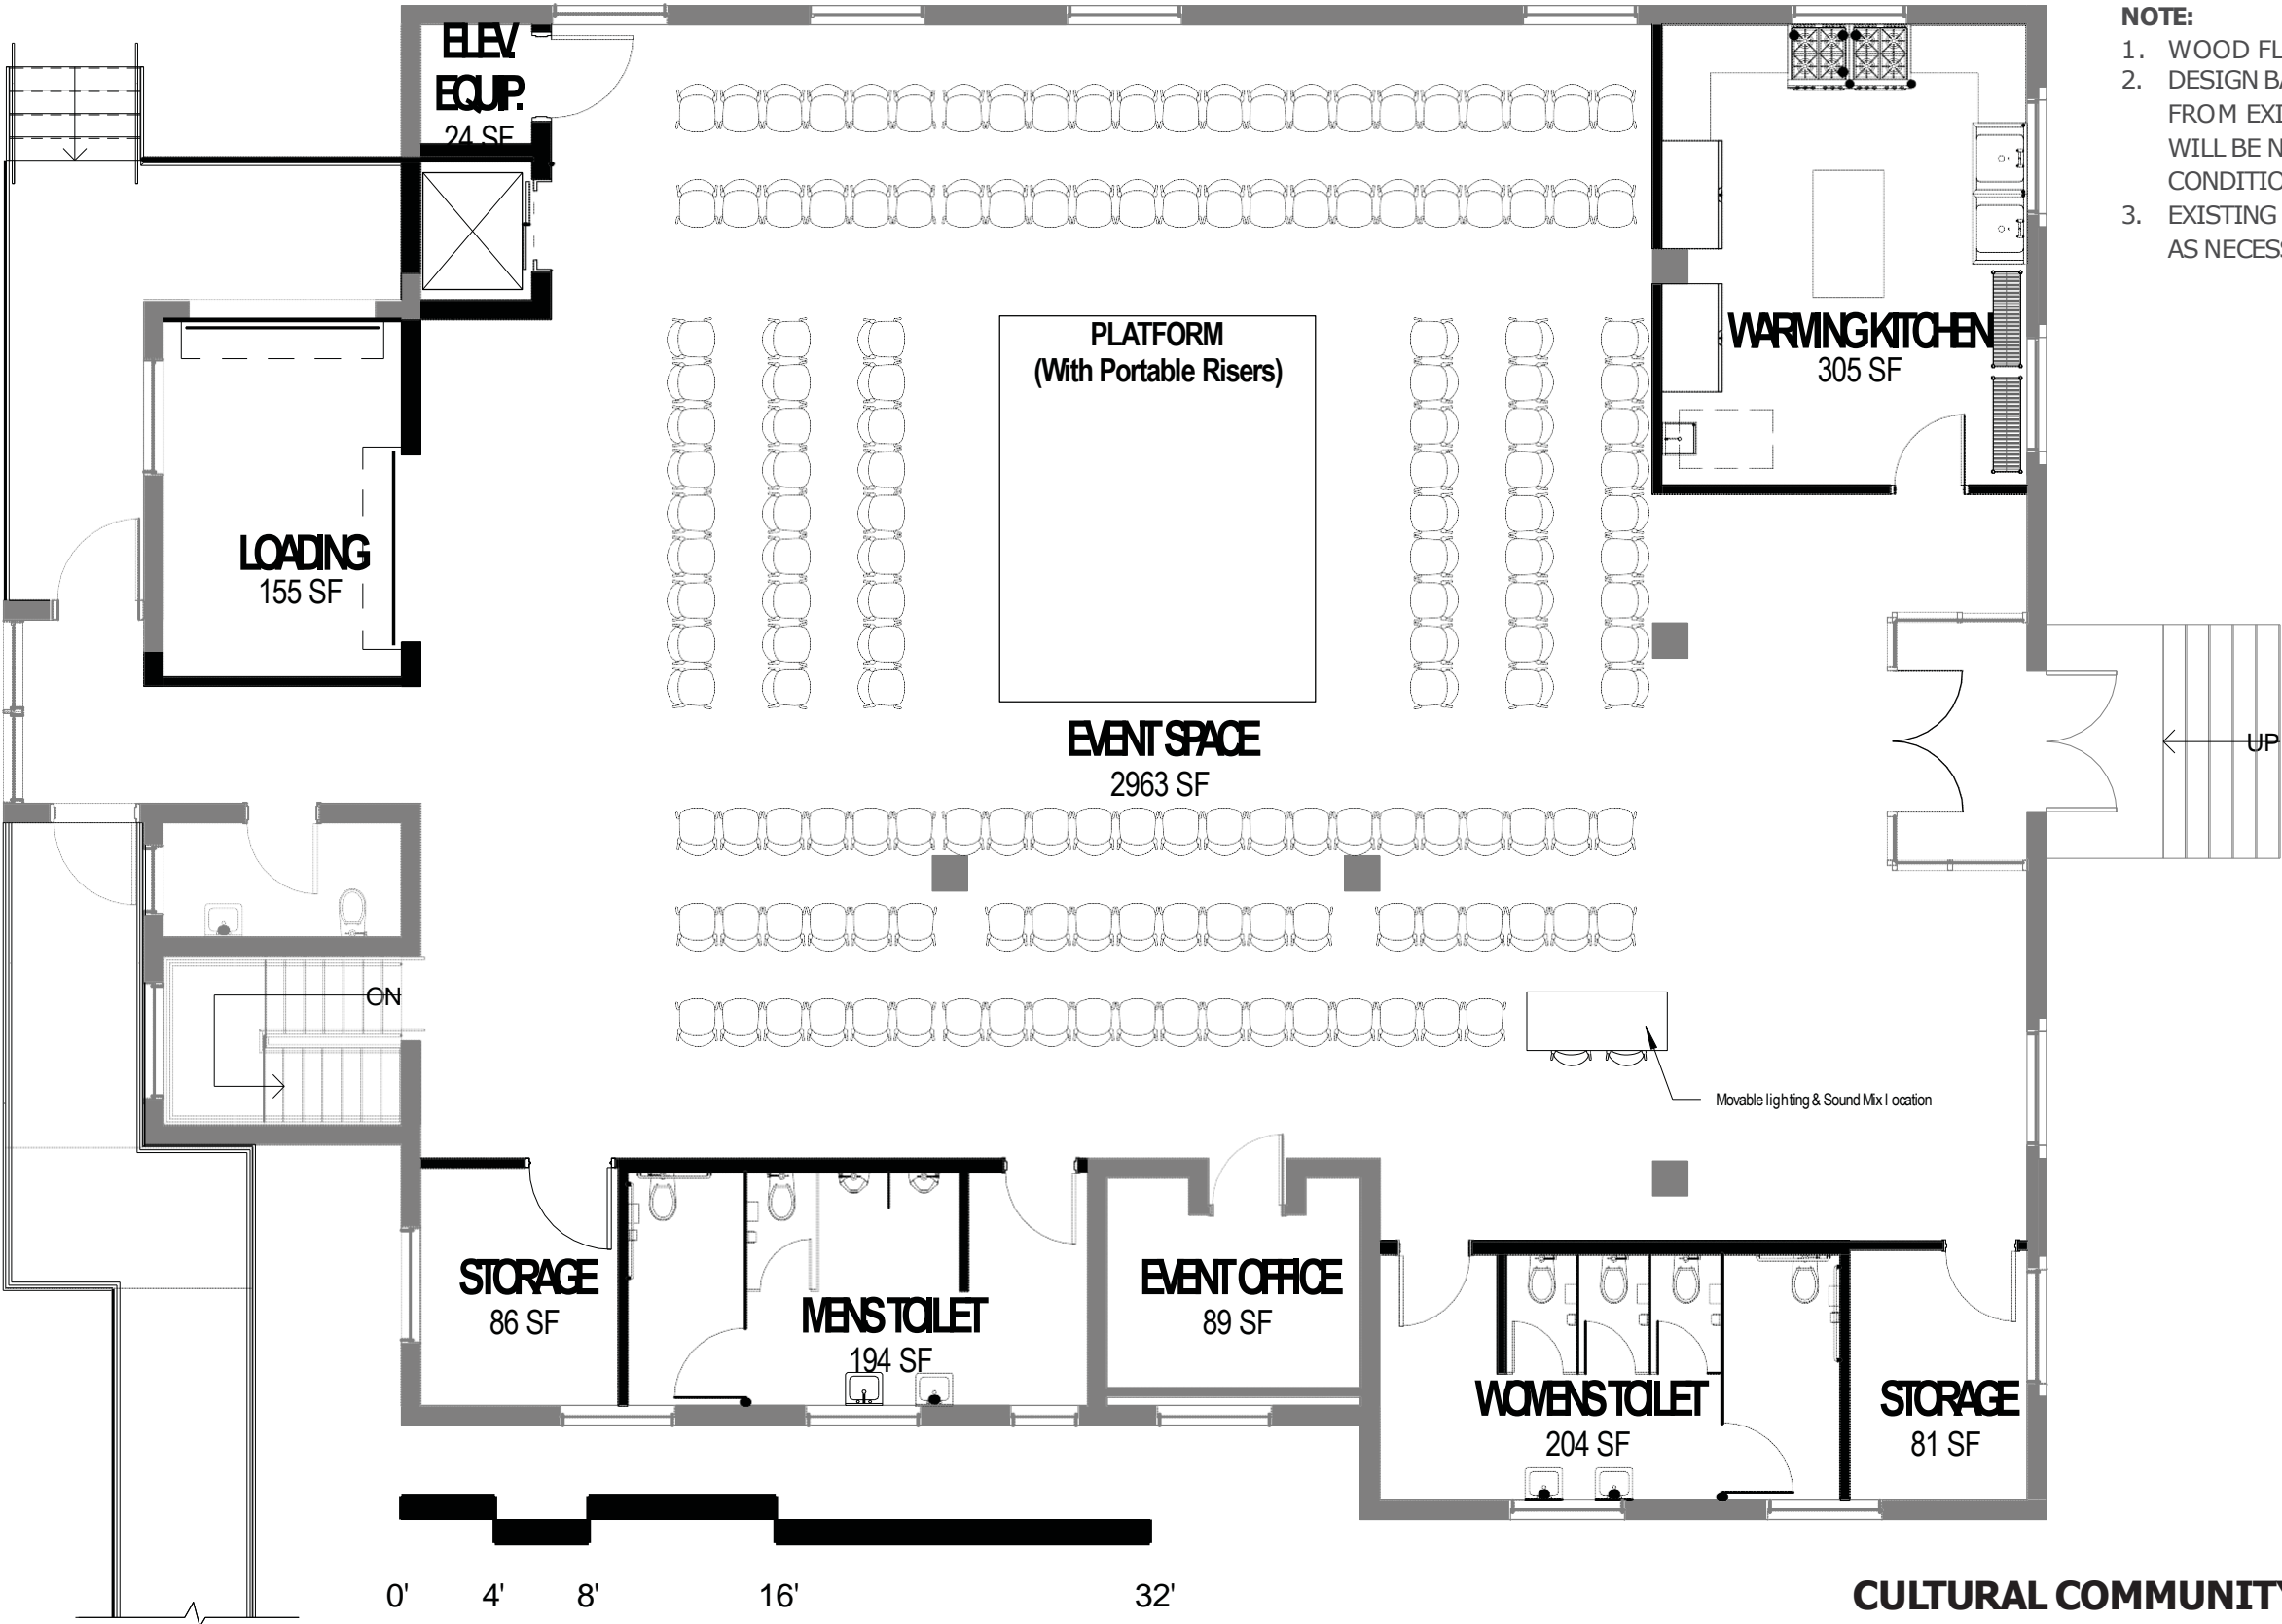 NOTE:
1. WOOD FL
2. DESIGN BA
FROM EXI
WILL BE N
CONDITIO
3. EXISTING
AS NECES
ELEV.
EQUIP.
24 SF
PLATFORM
(With Portable Risers)
WARMING KITCHEN
305 SF
LOADING
155 SF
EVENT SPACE
2963 SF
UP
ON
Movable lighting & Sound Mix l ocation
STORAGE
86 SF
MENS TOILET
194 SF
EVENT OFFICE
89 SF
WOMENS TOILET
204 SF
STORAGE
81 SF
0' 4' 8' 16' 32'
CULTURAL COMMUNITY